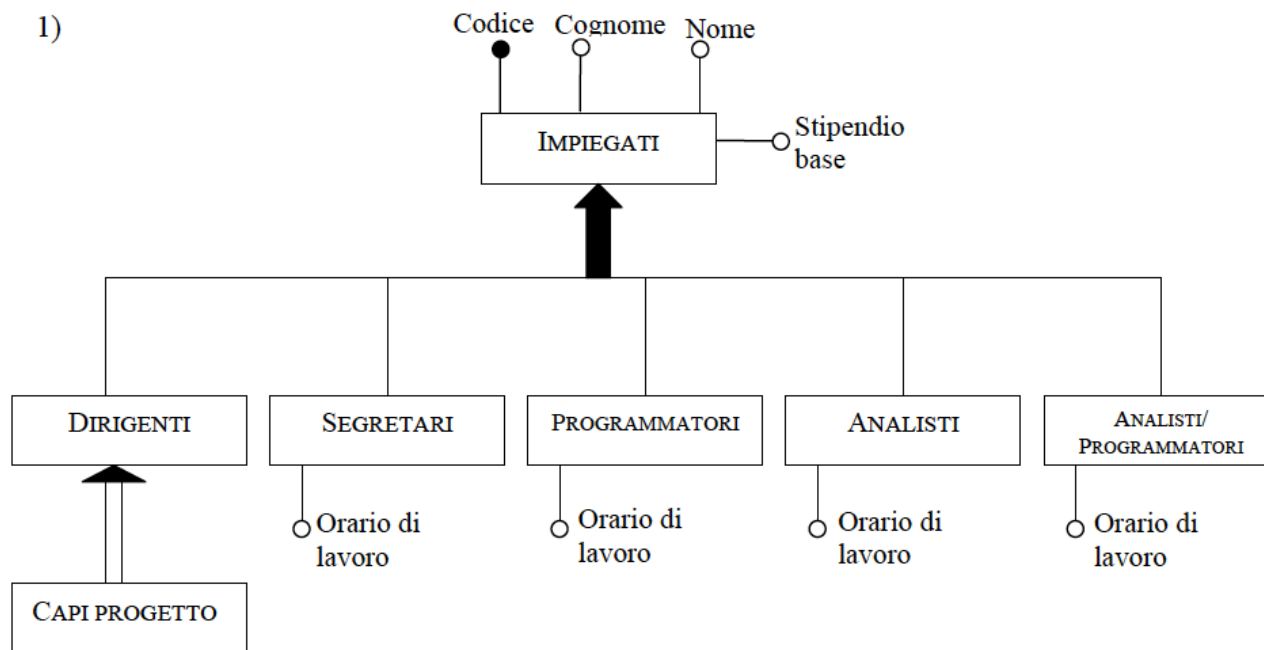 1)
Codice
Cognome
Nome
IMPIEGATI
Stipendio
base
DIRIGENTI
SEGRETARI
PROGRAMMATORI
ANALISTI
ANALISTI/
PROGRAMMATORI
Orario di
lavoro
Orario di
lavoro
Orario di
lavoro
Orario di
lavoro
CAPI PROGETTO